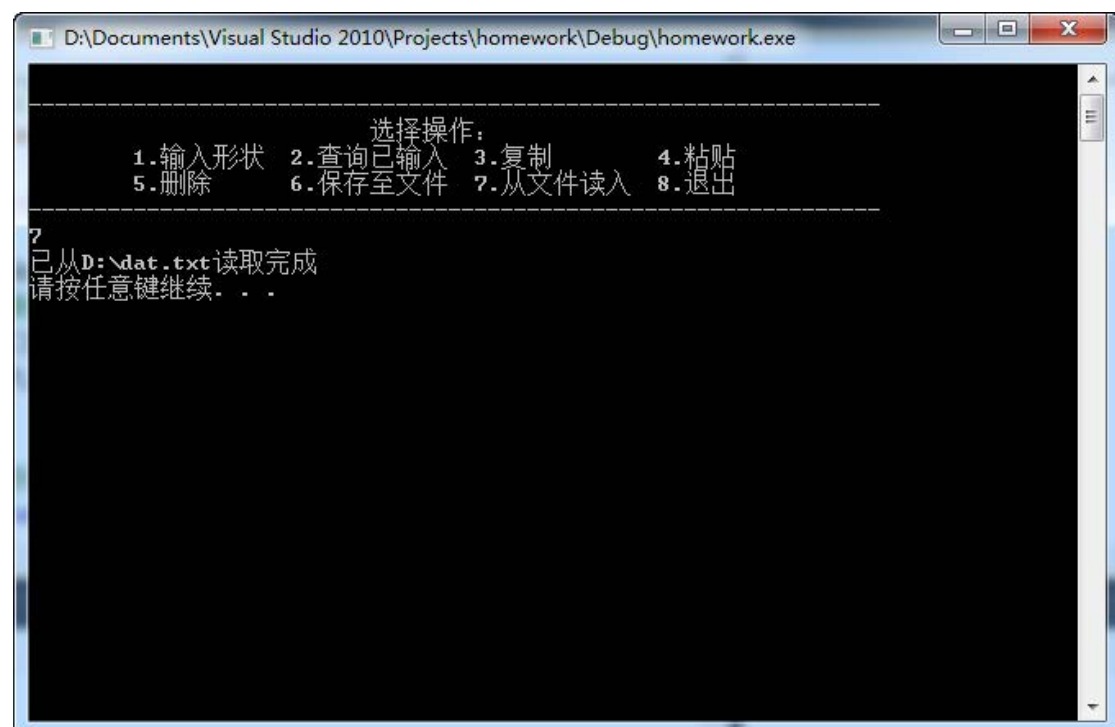 D:\Documents\Visual Studio 2010\Projects\homework\Debug\homework.exe
选择操作:
1.输入形状 2.查询已输入 3.复制 4.粘贴
5.删除 6.保存至文件 7.从文件读入 8.退出
7
已从D:\dat.txt读取完成
请按任意键继续. . .